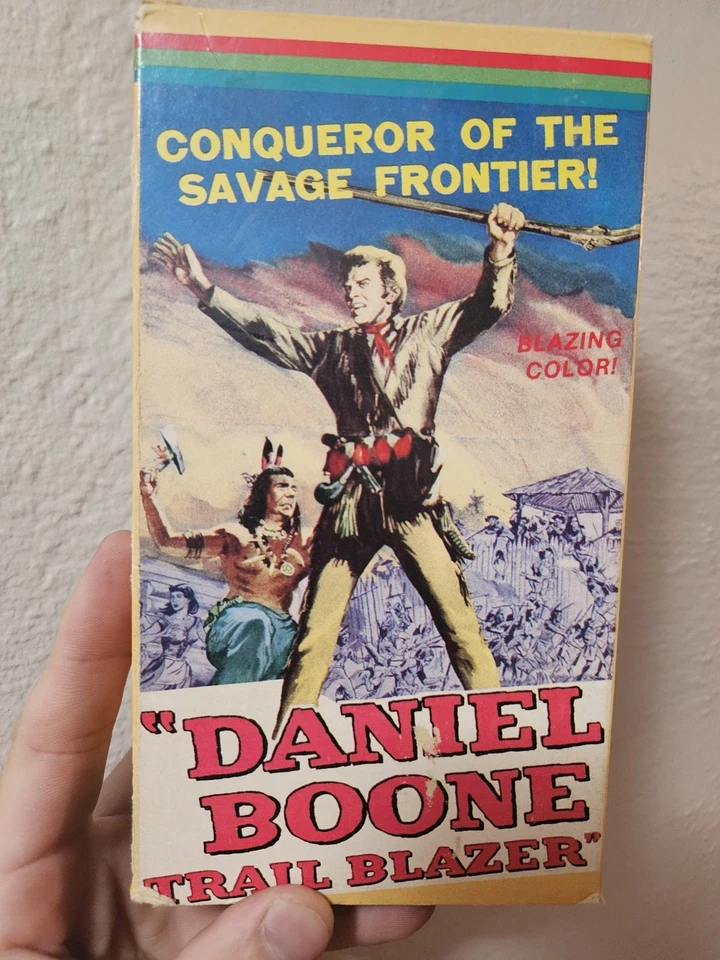 CONQUEROR OF THE
SAVAGE FRONTIER!
BLAZING
COLOR!
"DANIEL
BOONE
TRAIL BLAZER"